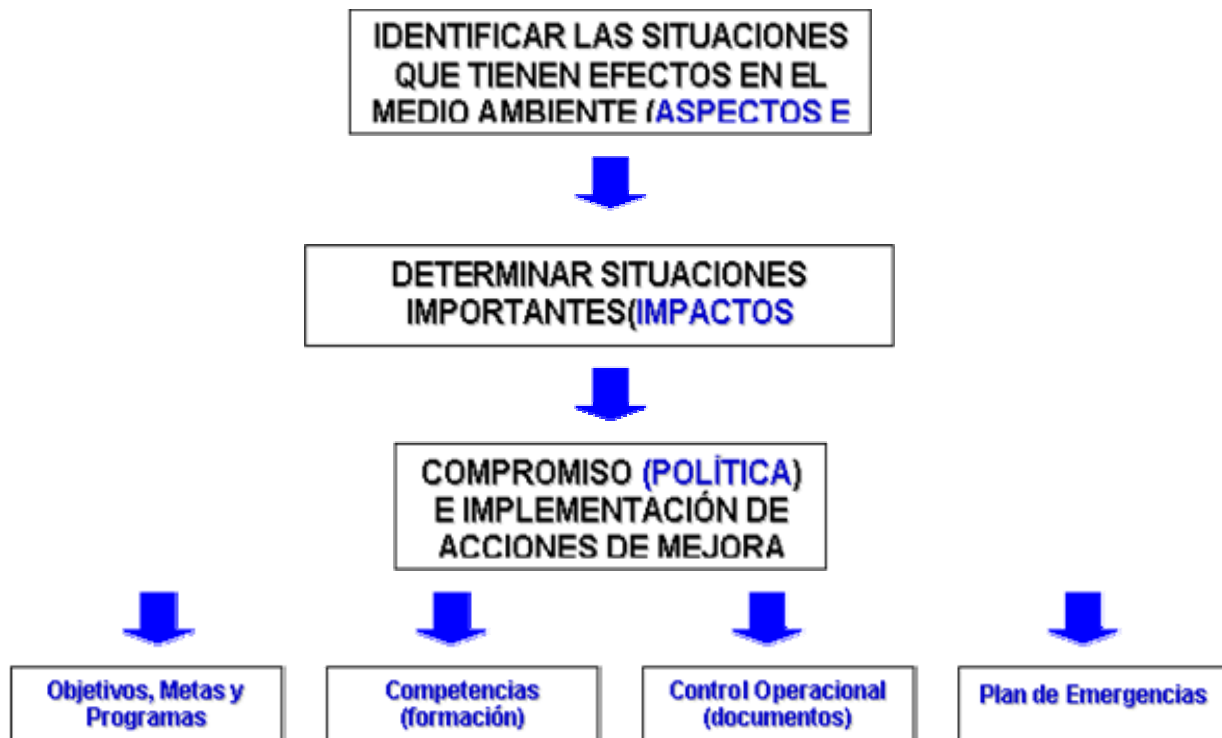 IDENTIFICAR LAS SITUACIONES
QUE TIENEN EFECTOS EN EL
MEDIO AMBIENTE (ASPECTOS E
DETERMINAR SITUACIONES
IMPORTANTES(IMPACTOS
COMPROMISO (POLÍTICA)
E IMPLEMENTACIÓN DE
ACCIONES DE MEJORA
Objetivos, Metas y
Programas
Competencias
(formación)
Control Operacional
(documentos)
Plan de Emergencias